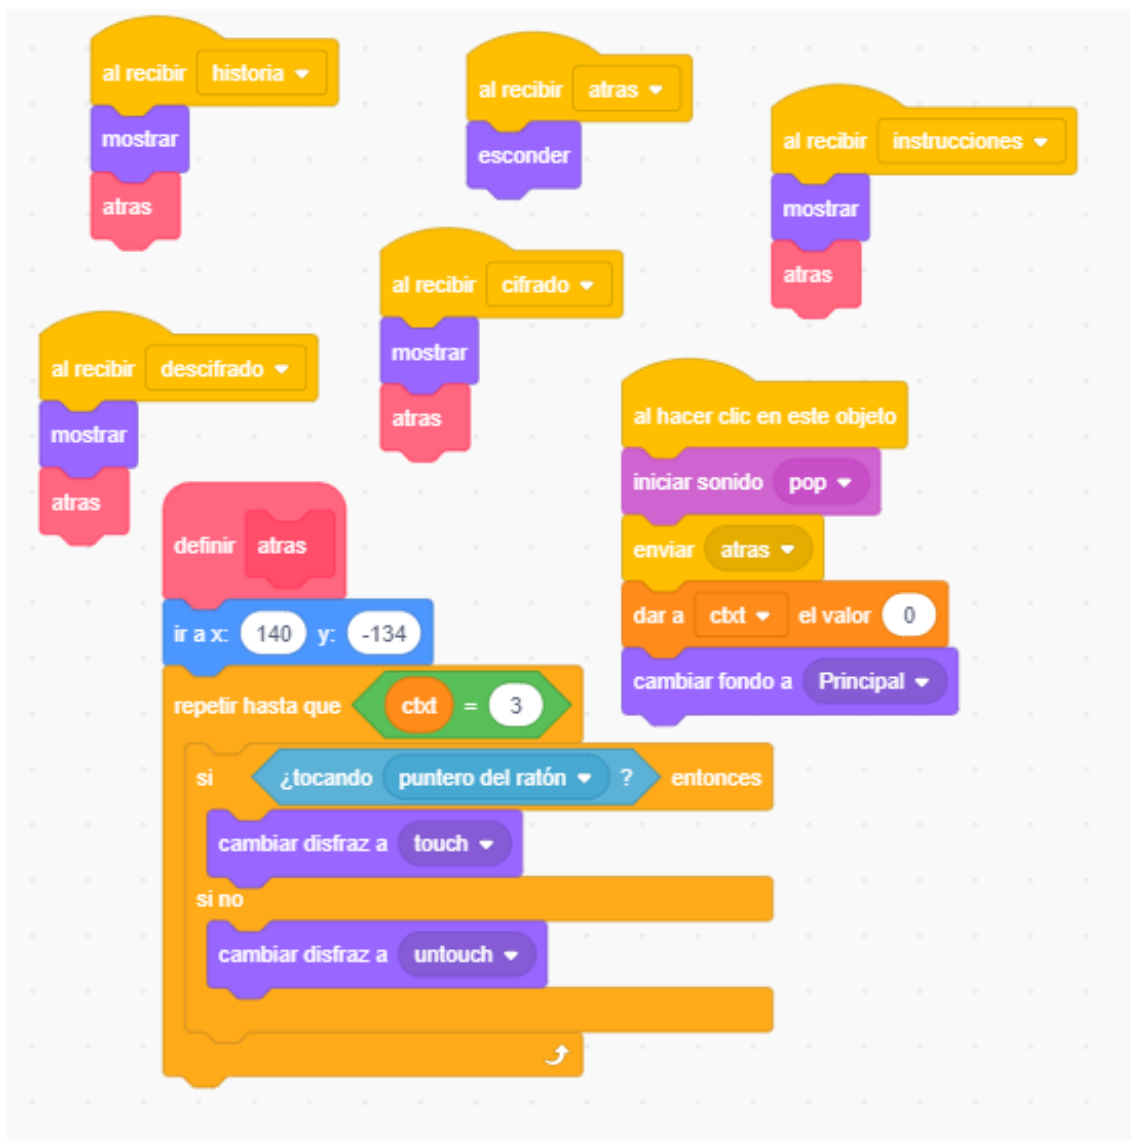 al recibir historia
mostrar
atras
al recibir atras
esconder
al recibir instrucciones
mostrar
atras
al recibir cifrado
mostrar
atras
al recibir descifrado
mostrar
atras
al hacer clic en este objeto
iniciar sonido pop
enviar atras
dar a ctxt el valor 0
cambiar fondo a Principal
definir atras
ir a x: 140 y: -134
repetir hasta que ctxt = 3
si ¿tocando puntero del ratón ? entonces
cambiar disfraz a touch
si no
cambiar disfraz a untouch